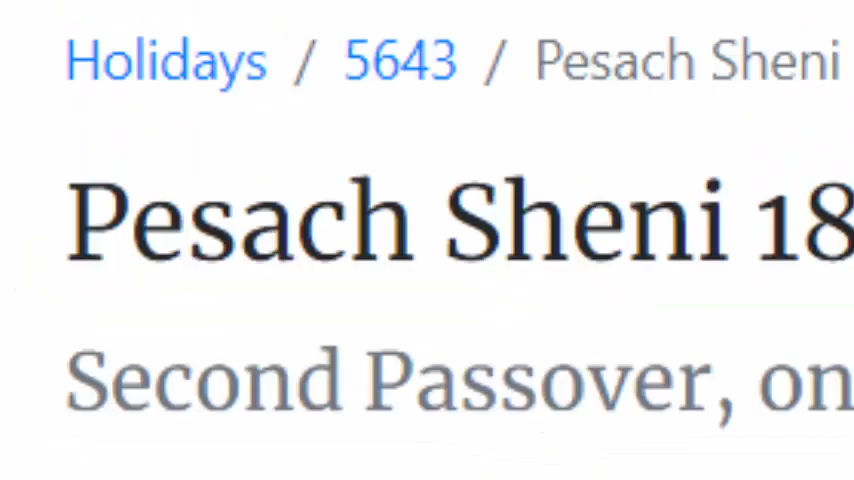 Holidays / 5643 / Pesach Sheni
Pesach Sheni 18
Second Passover, on